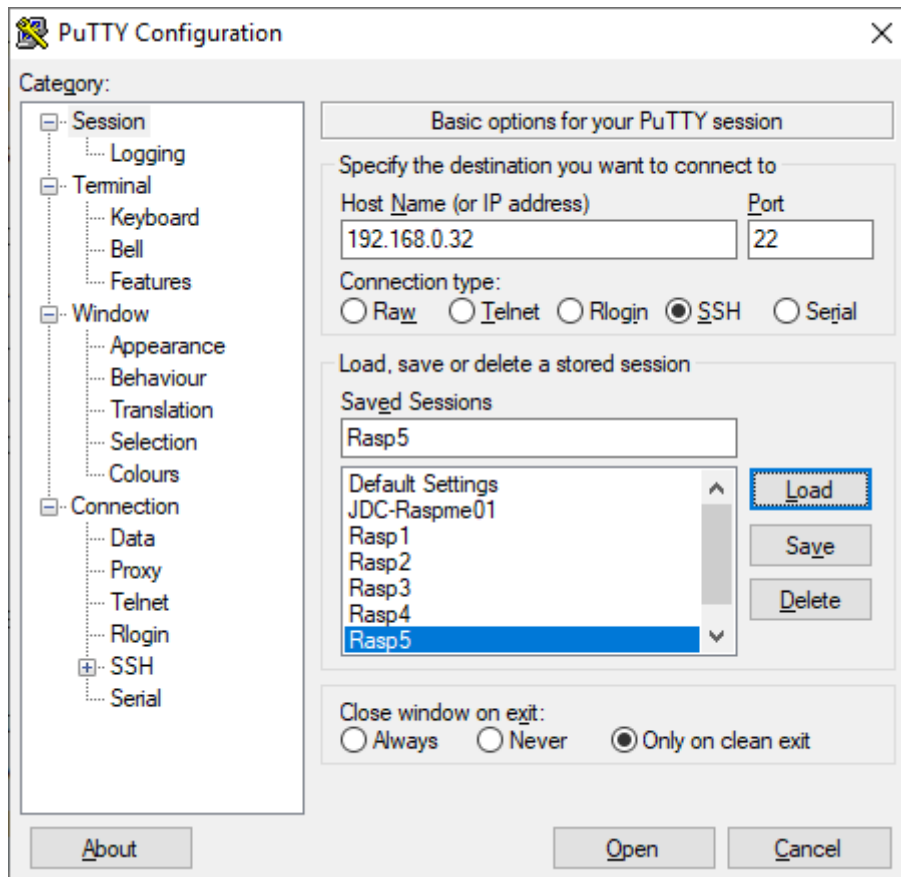 PuTTY Configuration
Category:
Session
Logging
Terminal
Keyboard
Bell
Features
Window
Appearance
Behaviour
Translation
Selection
Colours
Connection
Data
Proxy
Telnet
Rlogin
SSH
Serial
Basic options for your PuTTY session
Specify the destination you want to connect to
Host Name (or IP address) Port
192.168.0.32 22
Connection type:
Raw Telnet Rlogin SSH Serial
Load, save or delete a stored session
Saved Sessions
Rasp5
Default Settings
JDC-Raspme01
Rasp1
Rasp2
Rasp3
Rasp4
Rasp5
Load
Save
Delete
Close window on exit:
Always Never Only on clean exit
About Open Cancel